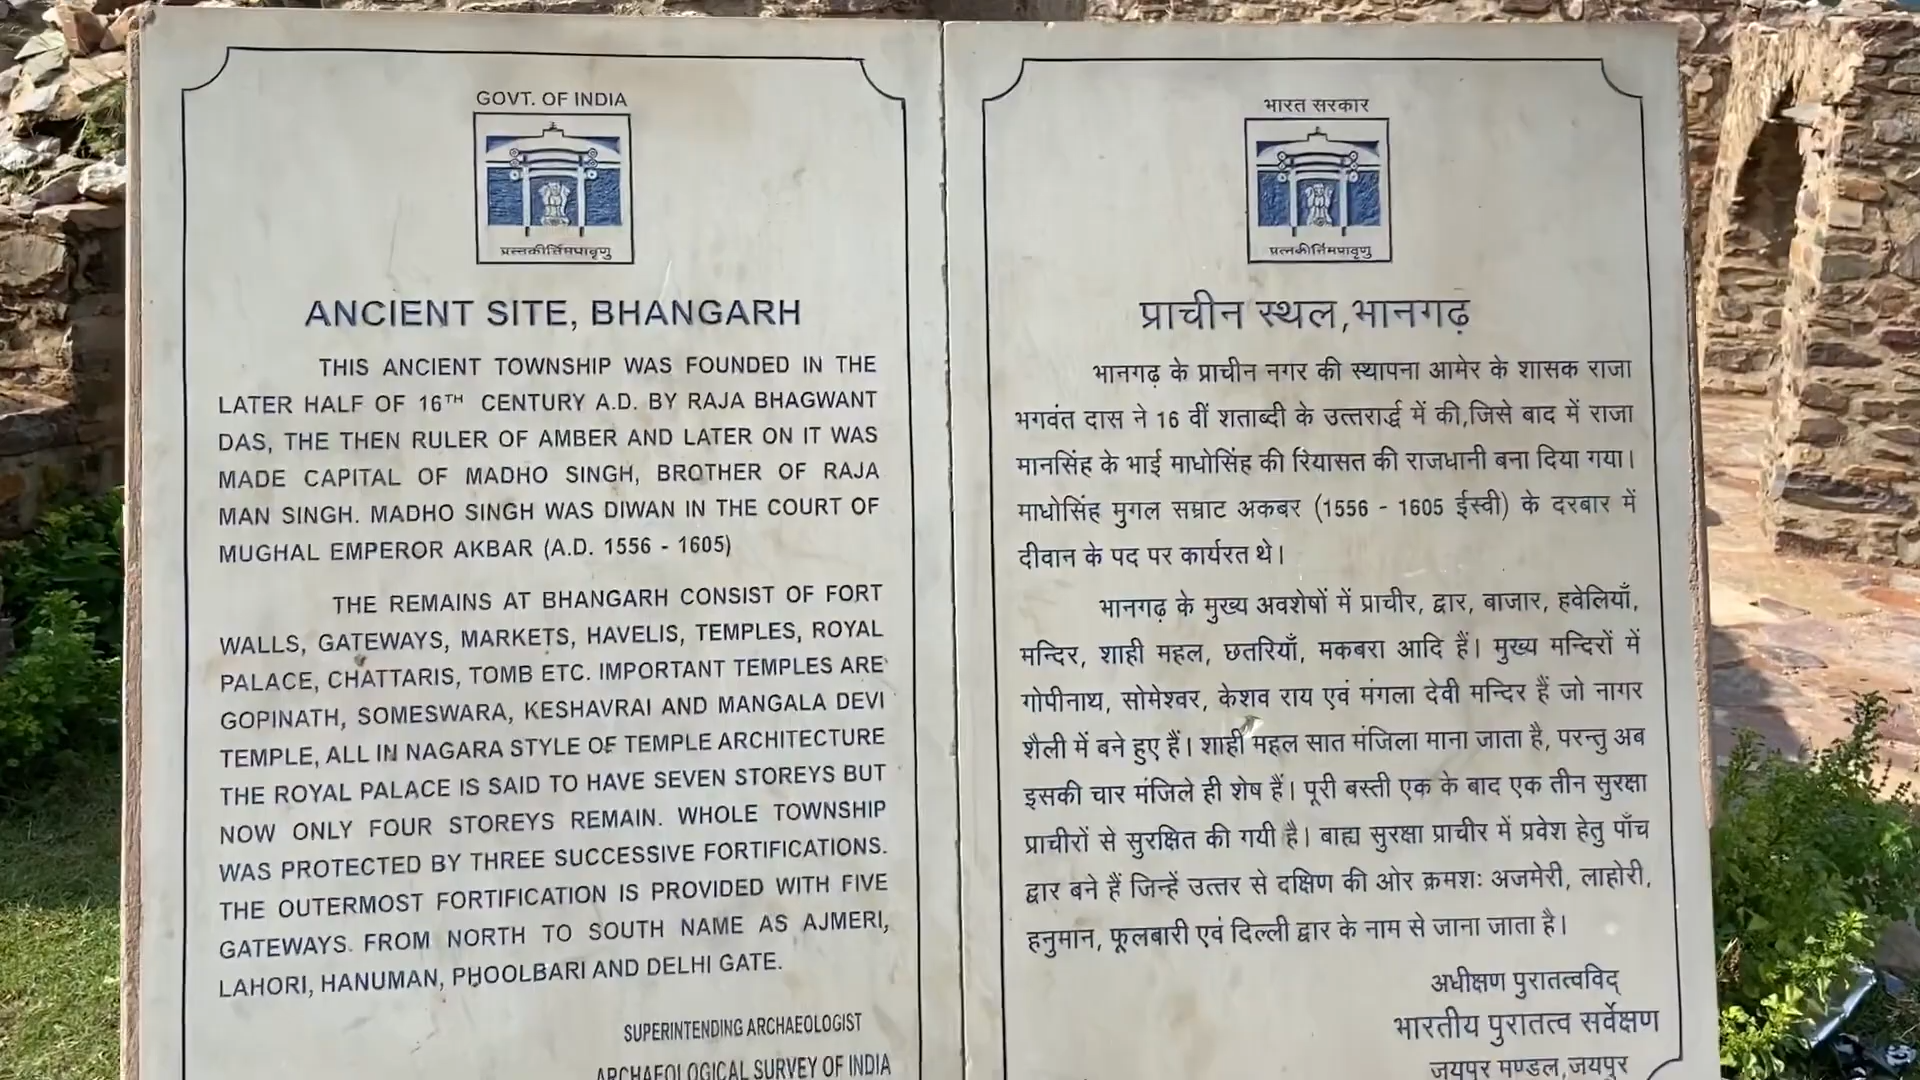 GOVT. OF INDIA
प्रत्नकीर्त्तिमपावृणु
ANCIENT SITE, BHANGARH
THIS ANCIENT TOWNSHIP WAS FOUNDED IN THE
LATER HALF OF 16TH CENTURY A.D. BY RAJA BHAGWANT
DAS, THE THEN RULER OF AMBER AND LATER ON IT WAS
MADE CAPITAL OF MADHO SINGH, BROTHER OF RAJA
MAN SINGH. MADHO SINGH WAS DIWAN IN THE COURT OF
MUGHAL EMPEROR AKBAR (A.D. 1556 - 1605)
THE REMAINS AT BHANGARH CONSIST OF FORT
WALLS, GATEWAYS, MARKETS, HAVELIS, TEMPLES, ROYAL
PALACE, CHATTARIS, TOMB ETC. IMPORTANT TEMPLES ARE
GOPINATH, SOMESWARA, KESHAVRAI AND MANGALA DEVI
TEMPLE, ALL IN NAGARA STYLE OF TEMPLE ARCHITECTURE
THE ROYAL PALACE IS SAID TO HAVE SEVEN STOREYS BUT
NOW ONLY FOUR STOREYS REMAIN. WHOLE TOWNSHIP
WAS PROTECTED BY THREE SUCCESSIVE FORTIFICATIONS.
THE OUTERMOST FORTIFICATION IS PROVIDED WITH FIVE
GATEWAYS. FROM NORTH TO SOUTH NAME AS AJMERI,
LAHORI, HANUMAN, PHOOLBARI AND DELHI GATE.
SUPERINTENDING ARCHAEOLOGIST
ARCHAEOLOGICAL SURVEY OF INDIA
भारत सरकार
प्रत्नकीर्त्तिमपावृणु
प्राचीन स्थल,भानगढ़
भानगढ़ के प्राचीन नगर की स्थापना आमेर के शासक राजा
भगवंत दास ने 16 वीं शताब्दी के उत्तरार्द्ध में की,जिसे बाद में राजा
मानसिंह के भाई माधोसिंह की रियासत की राजधानी बना दिया गया।
माधोसिंह मुगल सम्राट अकबर (1556 - 1605 ईस्वी) के दरबार में
दीवान के पद पर कार्यरत थे।
भानगढ़ के मुख्य अवशेषों में प्राचीर, द्वार, बाजार, हवेलियाँ,
मन्दिर, शाही महल, छतरियाँ, मकबरा आदि हैं। मुख्य मन्दिरों में
गोपीनाथ, सोमेश्वर, केशव राय एवं मंगला देवी मन्दिर हैं जो नागर
शैली में बने हुए हैं। शाही महल सात मंजिला माना जाता है, परन्तु अब
इसकी चार मंजिले ही शेष हैं। पूरी बस्ती एक के बाद एक तीन सुरक्षा
प्राचीरों से सुरक्षित की गयी है। बाह्य सुरक्षा प्राचीर में प्रवेश हेतु पाँच
द्वार बने हैं जिन्हें उत्तर से दक्षिण की ओर क्रमशः अजमेरी, लाहोरी,
हनुमान, फूलबारी एवं दिल्ली द्वार के नाम से जाना जाता है।
अधीक्षण पुरातत्वविद्
भारतीय पुरातत्व सर्वेक्षण
जयपुर मण्डल,जयपुर